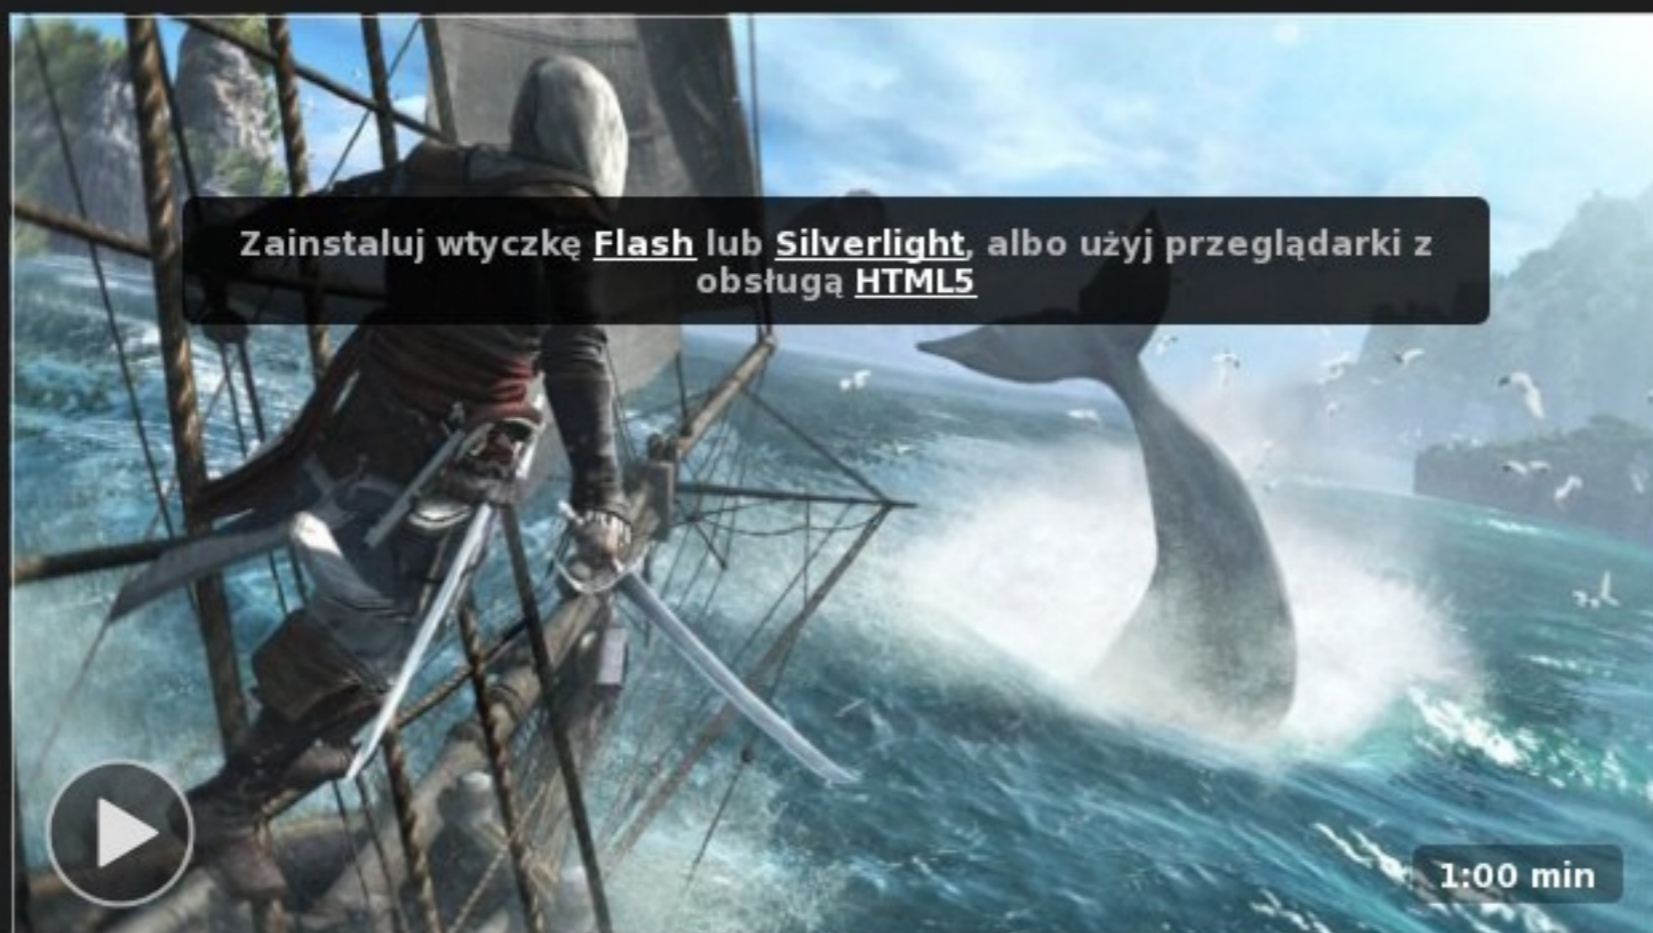 Zainstaluj wtyczkę Flash lub Silverlight, albo użyj przeglądarki z
obsługą HTML5
1:00 min